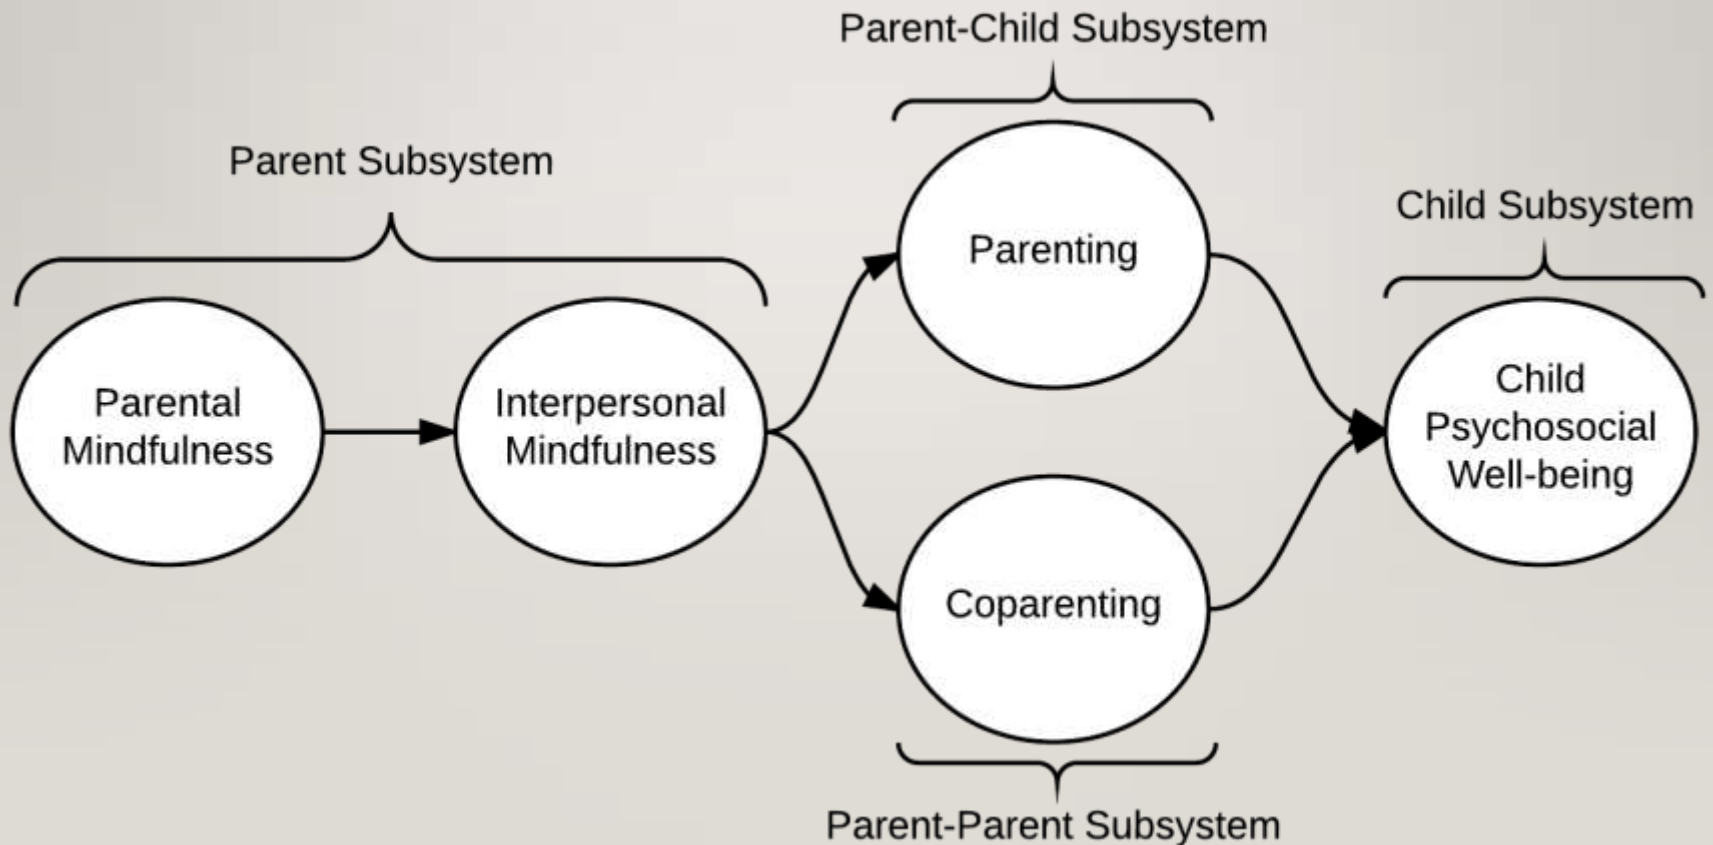 Parent-Child Subsystem
Parent Subsystem
Child Subsystem
Parenting
Parental
Mindfulness
Interpersonal
Mindfulness
Child
Psychosocial
Well-being
Coparenting
Parent-Parent Subsystem